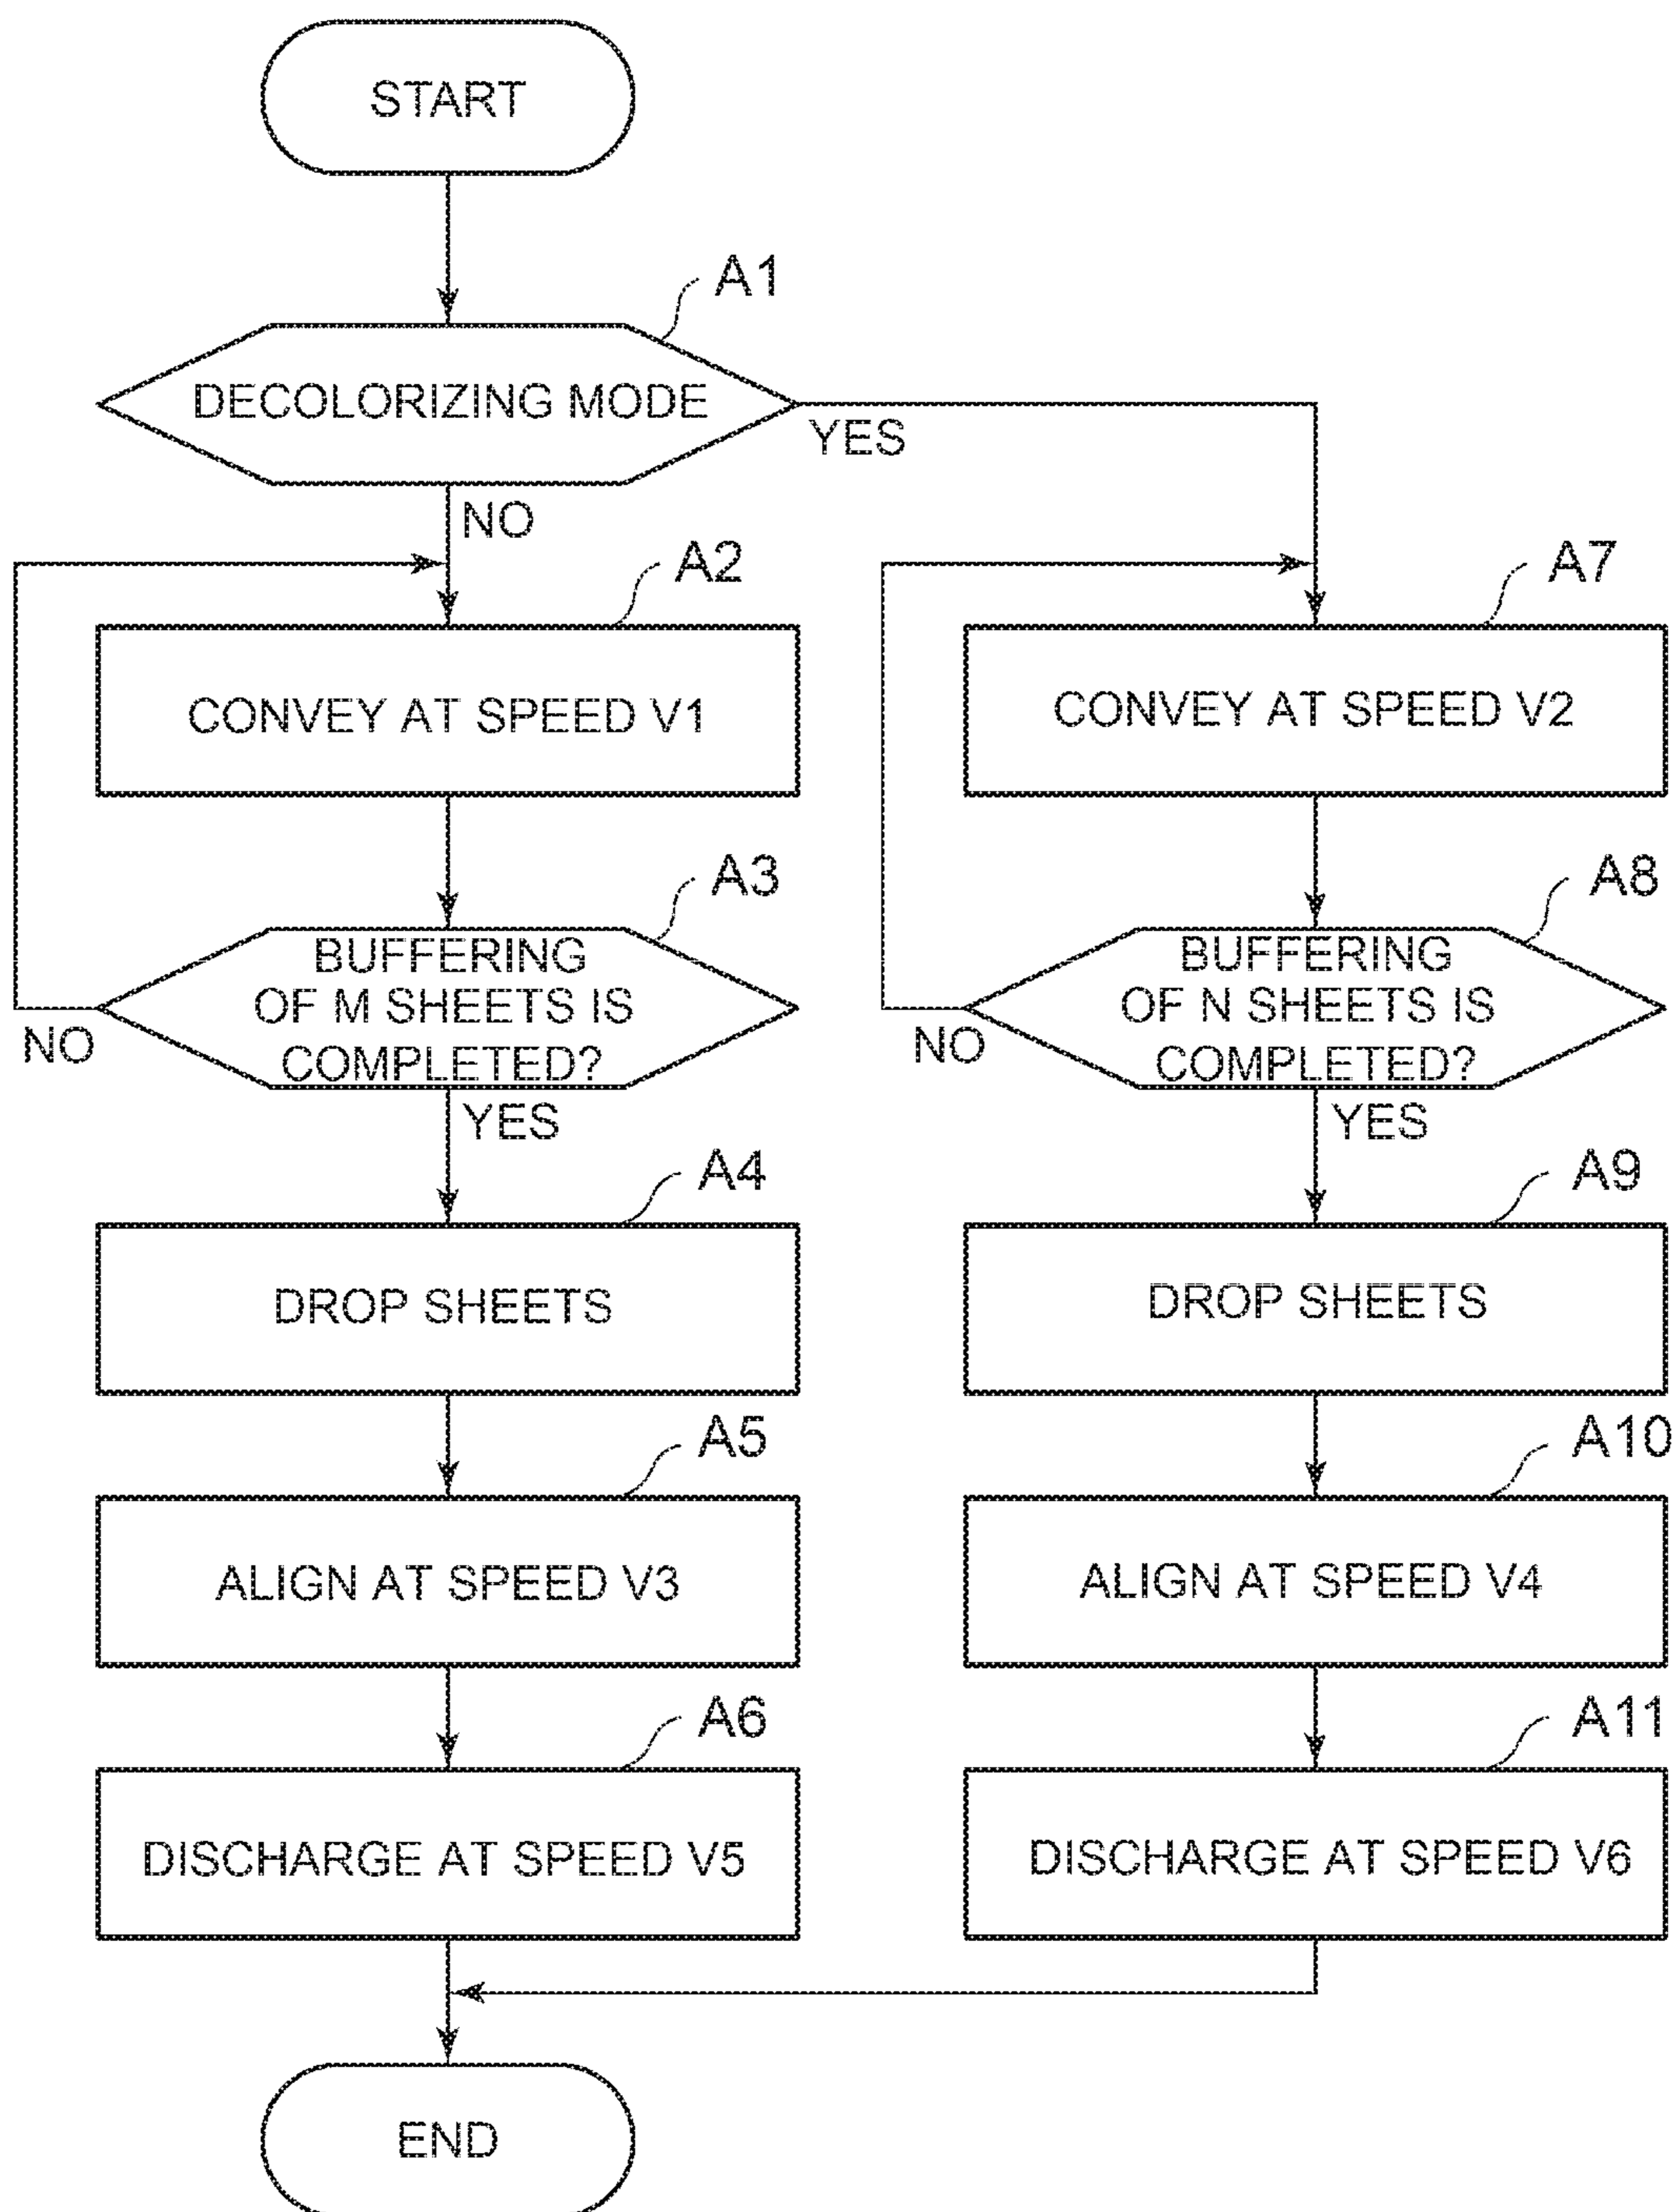 START
A1
DECOLORIZING MODE
YES
NO
A2
CONVEY AT SPEED V1
A3
BUFFERING
OF M SHEETS IS
COMPLETED?
NO
YES
A4
DROP SHEETS
A5
ALIGN AT SPEED V3
A6
DISCHARGE AT SPEED V5
A7
CONVEY AT SPEED V2
A8
BUFFERING
OF N SHEETS IS
COMPLETED?
NO
YES
A9
DROP SHEETS
A10
ALIGN AT SPEED V4
A11
DISCHARGE AT SPEED V6
END